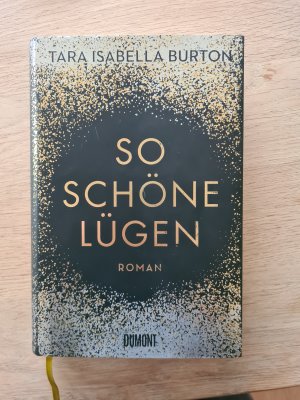 TARA ISABELLA BURTON
SO
SCHÖNE
LÜGEN
ROMAN
DUMONT